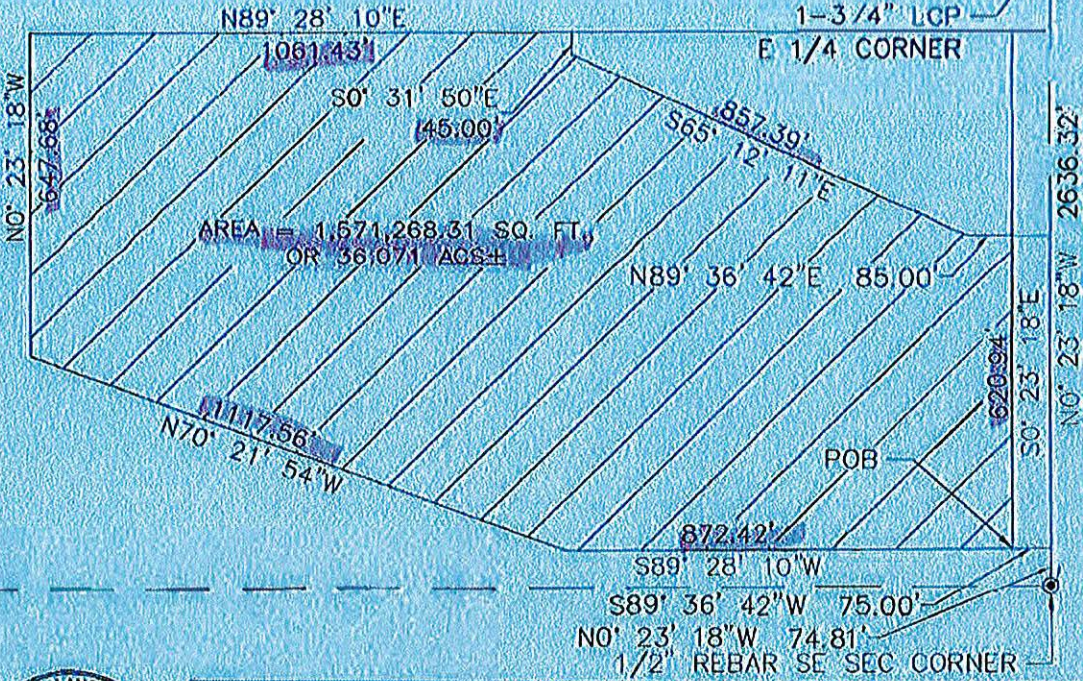 N89° 28' 10"E
1061.43'
1-3/4" LCP
E 1/4 CORNER
N0° 23' 18"W
647.68'
S0° 31' 50"E
45.00'
857.39'
S65° 12' 11"E
2636.32'
N0° 23' 18"W
AREA = 1,571,268.31 SQ. FT.,
OR 36.071 ACS±
N89° 36' 42"E 85.00'
620.94'
S0° 23' 18"E
1117.56'
N70° 21' 54"W
POB
872.42'
S89° 28' 10"W
S89° 36' 42"W 75.00'
N0° 23' 18"W 74.81'
1/2" REBAR SE SEC CORNER